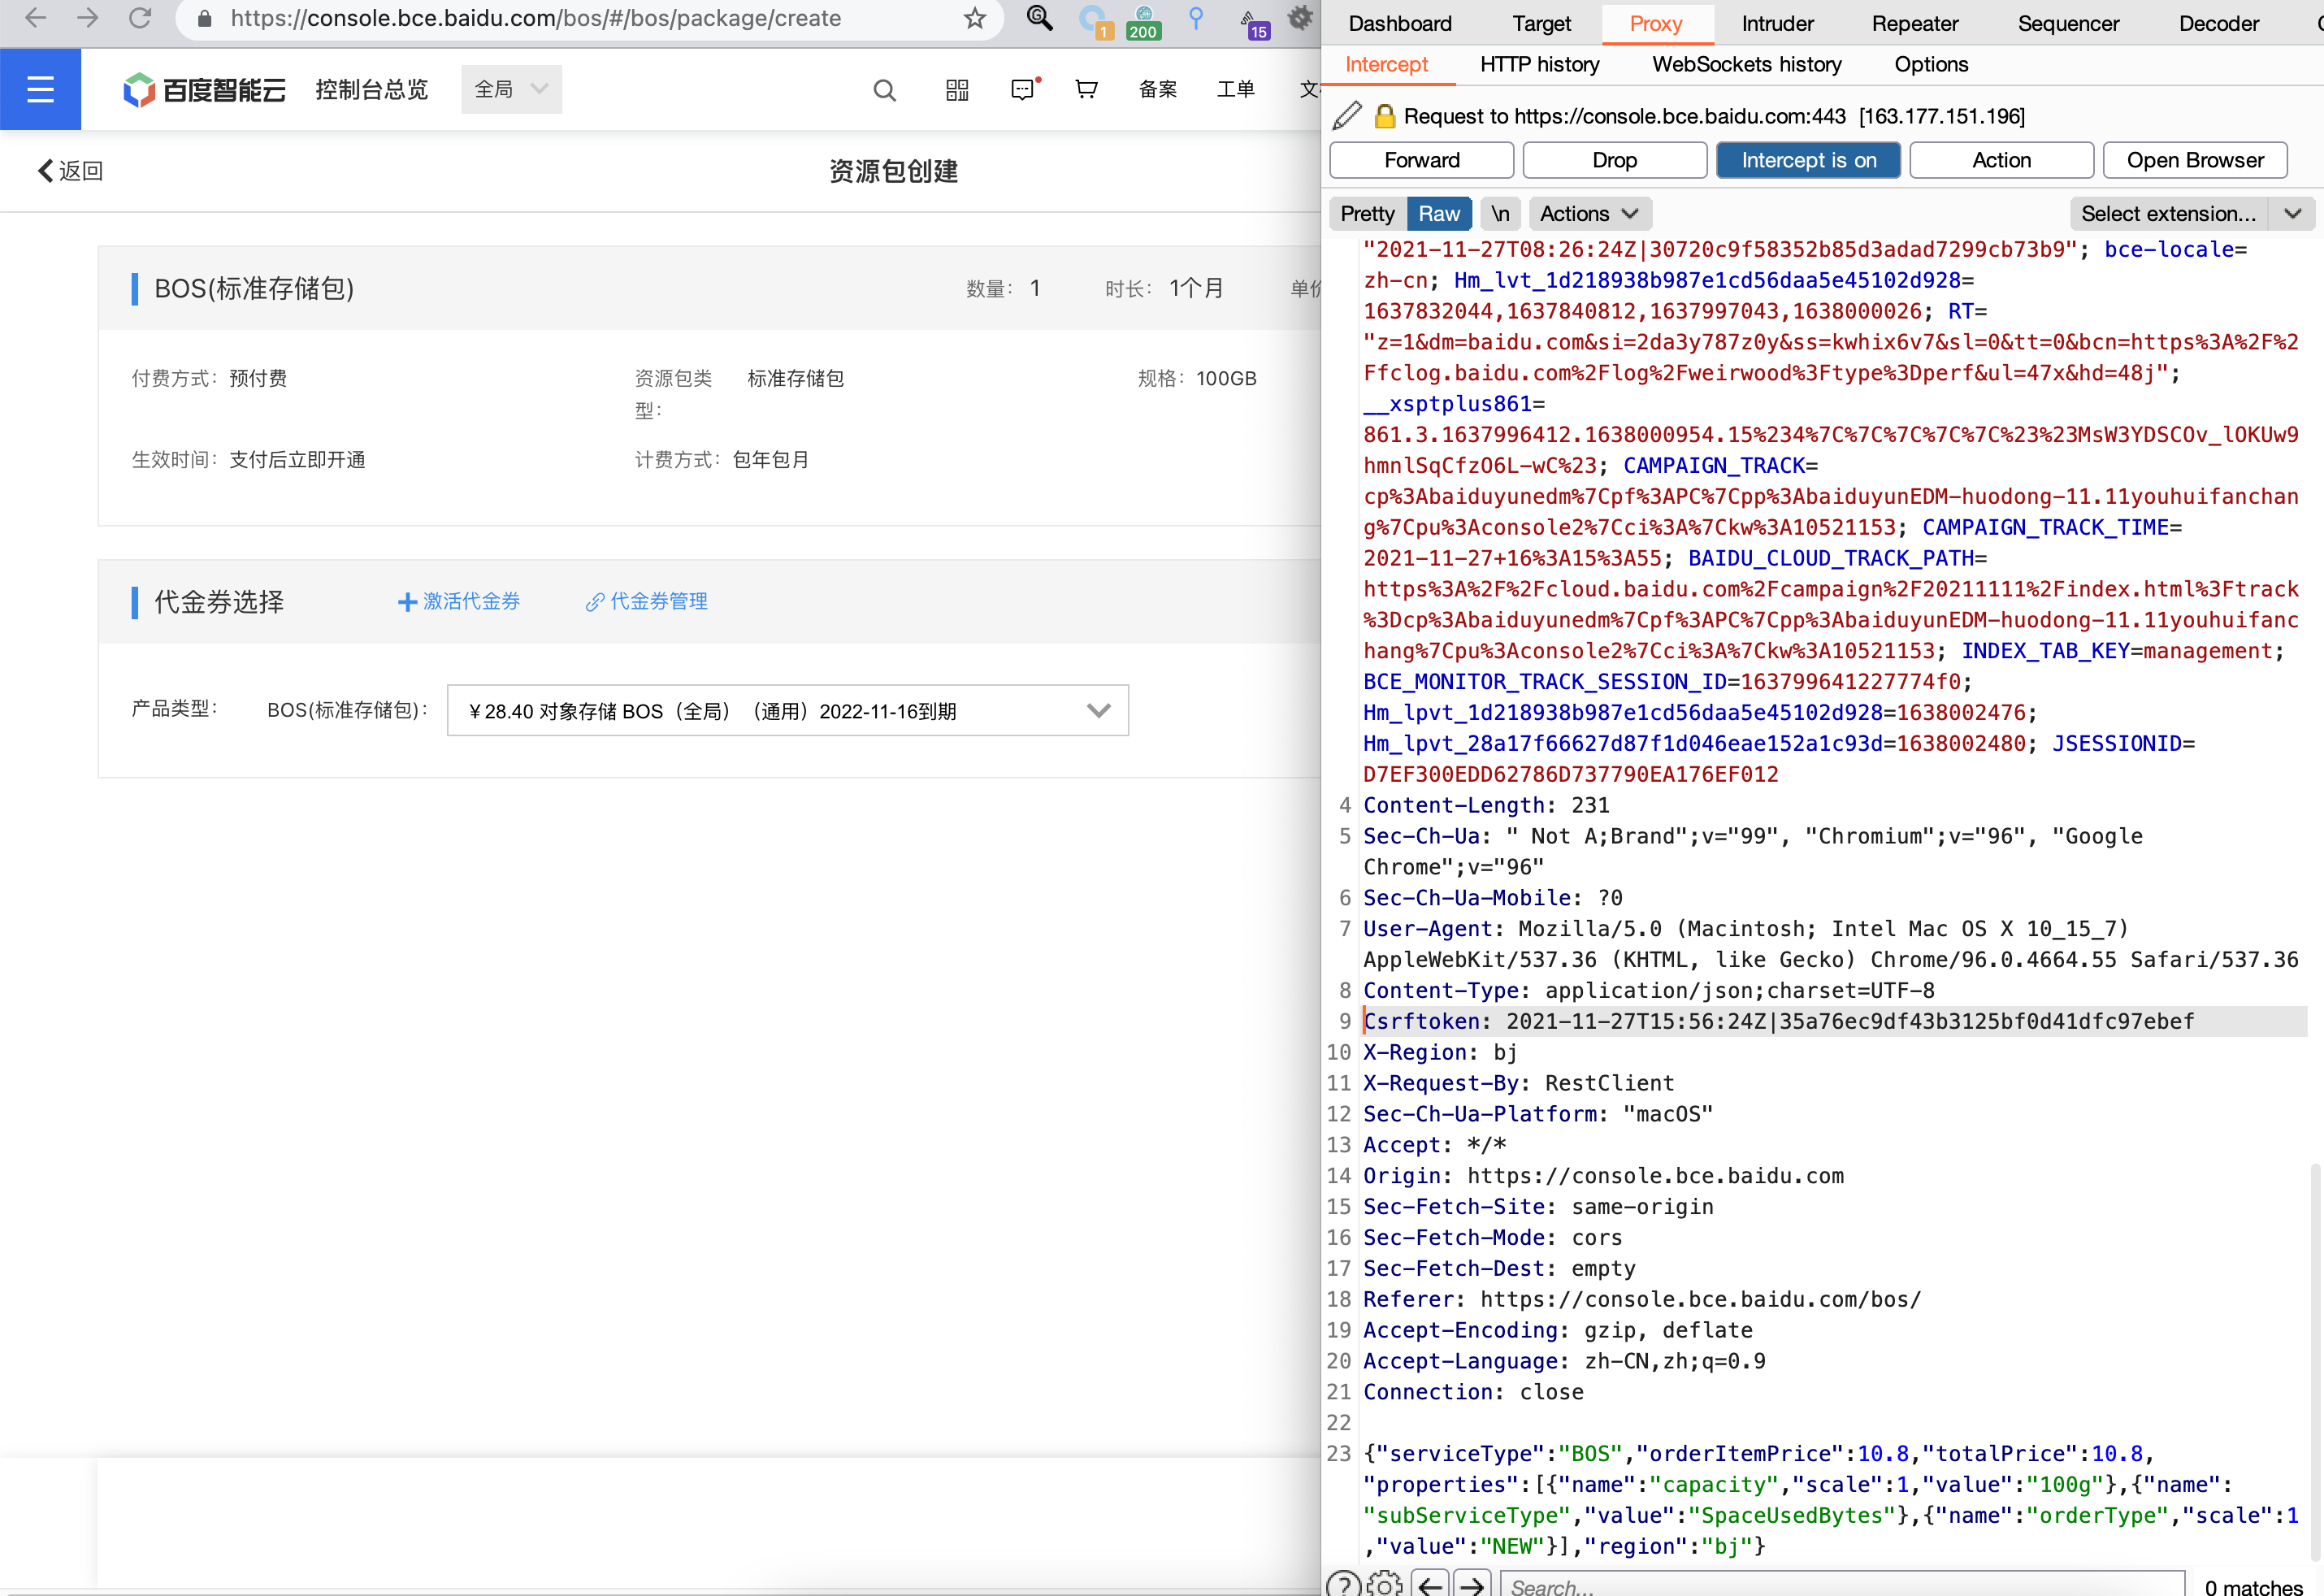 https://console.bce.baidu.com/bos/#/bos/package/create
1
200
15
百度智能云
控制台总览
全局
备案
工单
返回
资源包创建
BOS(标准存储包)
数量： 1
时长： 1个月
付费方式： 预付费
资源包类型：
标准存储包
规格： 100GB
生效时间： 支付后立即开通
计费方式： 包年包月
代金券选择
激活代金券
代金券管理
产品类型：
BOS(标准存储包)：
￥28.40 对象存储 BOS（全局）（通用）2022-11-16到期
Dashboard
Target
Proxy
Intruder
Repeater
Sequencer
Decoder
Intercept
HTTP history
WebSockets history
Options
Request to https://console.bce.baidu.com:443 [163.177.151.196]
Forward
Drop
Intercept is on
Action
Open Browser
Pretty
Raw
\n
Actions
Select extension...
"2021-11-27T08:26:24Z|30720c9f58352b85d3adad7299cb73b9"; bce-locale=
zh-cn; Hm_lvt_1d218938b987e1cd56daa5e45102d928=
1637832044,1637840812,1637997043,1638000026; RT=
"z=1&dm=baidu.com&si=2da3y787z0y&ss=kwhix6v7&sl=0&tt=0&bcn=https%3A%2F%2
Ffclog.baidu.com%2Flog%2Fweirwood%3Ftype%3Dperf&ul=47x&hd=48j";
__xsptplus861=
861.3.1637996412.1638000954.15%234%7C%7C%7C%7C%7C%23%23MsW3YDSCOv_lOKUw9
hmnlSqCfzO6L-wC%23; CAMPAIGN_TRACK=
cp%3Abaiduyunedm%7Cpf%3APC%7Cpp%3AbaiduyunEDM-huodong-11.11youhuifanchan
g%7Cpu%3Aconsole2%7Cci%3A%7Ckw%3A10521153; CAMPAIGN_TRACK_TIME=
2021-11-27+16%3A15%3A55; BAIDU_CLOUD_TRACK_PATH=
https%3A%2F%2Fcloud.baidu.com%2Fcampaign%2F20211111%2Findex.html%3Ftrack
%3Dcp%3Abaiduyunedm%7Cpf%3APC%7Cpp%3AbaiduyunEDM-huodong-11.11youhuifanc
hang%7Cpu%3Aconsole2%7Cci%3A%7Ckw%3A10521153; INDEX_TAB_KEY=management;
BCE_MONITOR_TRACK_SESSION_ID=163799641227774f0;
Hm_lpvt_1d218938b987e1cd56daa5e45102d928=1638002476;
Hm_lpvt_28a17f66627d87f1d046eae152a1c93d=1638002480; JSESSIONID=
D7EF300EDD62786D737790EA176EF012
4 Content-Length: 231
5 Sec-Ch-Ua: " Not A;Brand";v="99", "Chromium";v="96", "Google
Chrome";v="96"
6 Sec-Ch-Ua-Mobile: ?0
7 User-Agent: Mozilla/5.0 (Macintosh; Intel Mac OS X 10_15_7)
AppleWebKit/537.36 (KHTML, like Gecko) Chrome/96.0.4664.55 Safari/537.36
8 Content-Type: application/json;charset=UTF-8
9 Csrftoken: 2021-11-27T15:56:24Z|35a76ec9df43b3125bf0d41dfc97ebef
10 X-Region: bj
11 X-Request-By: RestClient
12 Sec-Ch-Ua-Platform: "macOS"
13 Accept: */*
14 Origin: https://console.bce.baidu.com
15 Sec-Fetch-Site: same-origin
16 Sec-Fetch-Mode: cors
17 Sec-Fetch-Dest: empty
18 Referer: https://console.bce.baidu.com/bos/
19 Accept-Encoding: gzip, deflate
20 Accept-Language: zh-CN,zh;q=0.9
21 Connection: close
22
23 {"serviceType":"BOS","orderItemPrice":10.8,"totalPrice":10.8,
"properties":[{"name":"capacity","scale":1,"value":"100g"},{"name":
"subServiceType","value":"SpaceUsedBytes"},{"name":"orderType","scale":1
,"value":"NEW"}],"region":"bj"}
Search...
0 matches